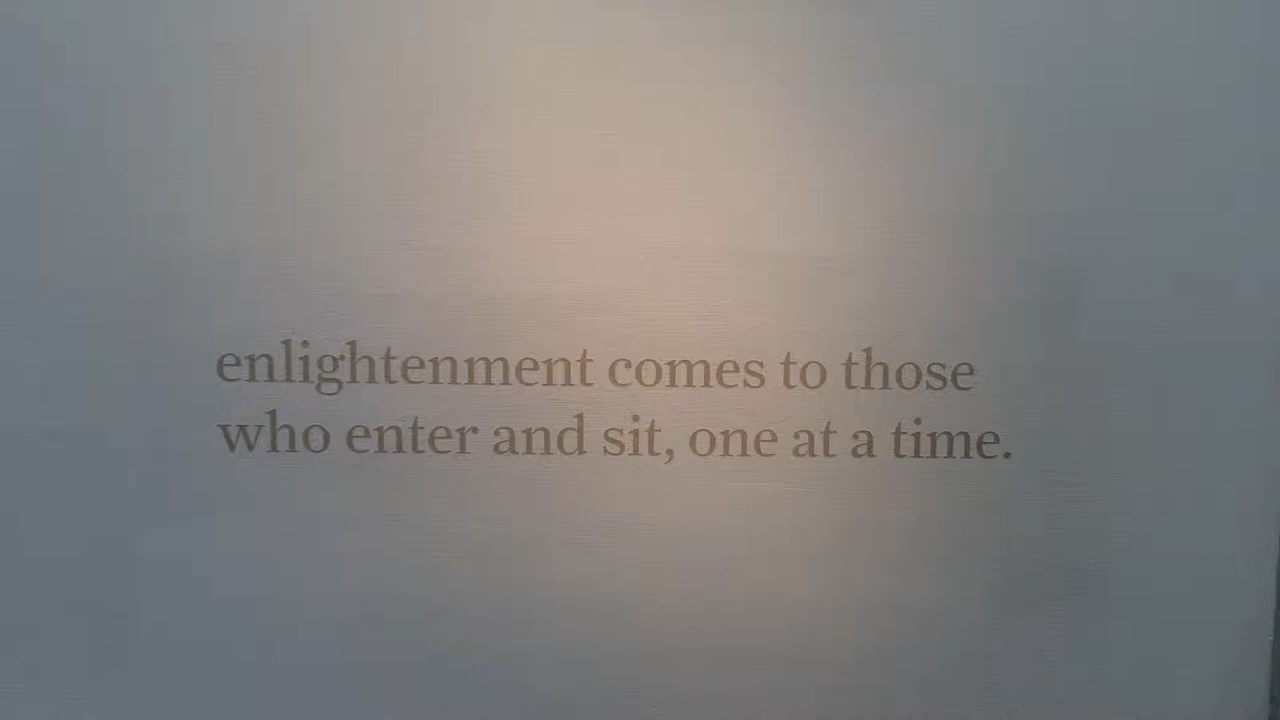 enlightenment comes to those
who enter and sit, one at a time.